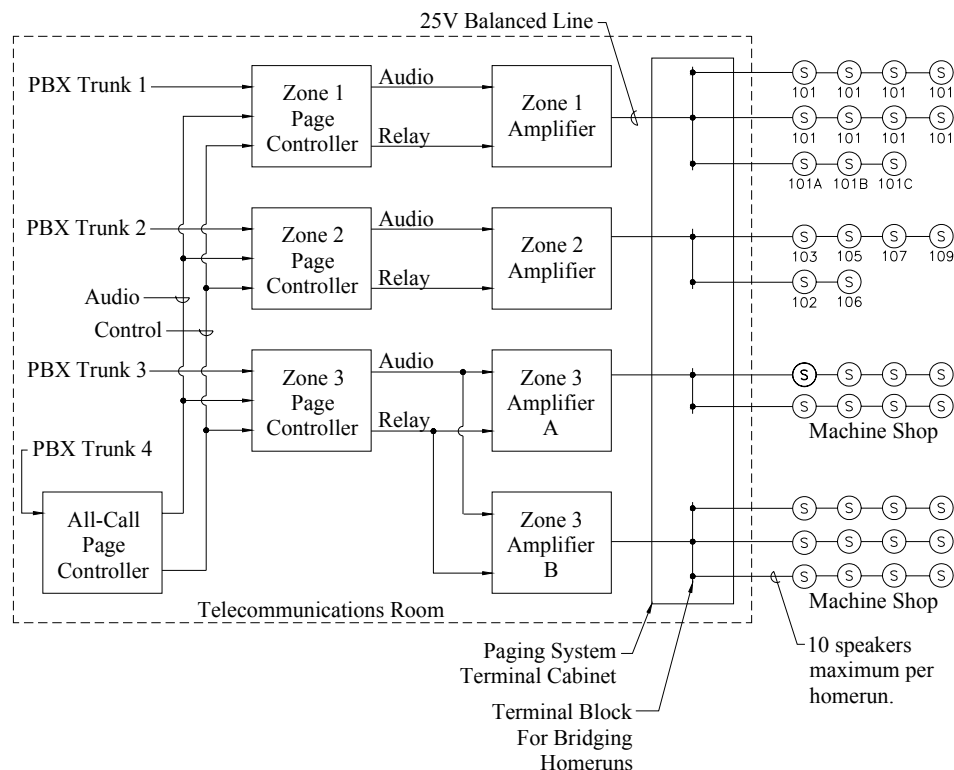 25V Balanced Line
PBX Trunk 1
Zone 1
Page
Controller
Audio
Relay
Zone 1
Amplifier
S S S S
101 101 101 101
S S S S
101 101 101 101
S S S
101A 101B 101C
PBX Trunk 2
Zone 2
Page
Controller
Audio
Relay
Zone 2
Amplifier
S S S S
103 105 107 109
S S
102 106
Audio
Control
PBX Trunk 3
Zone 3
Page
Controller
Audio
Relay
Zone 3
Amplifier
A
S S S S
S S S S
Machine Shop
PBX Trunk 4
All-Call
Page
Controller
Zone 3
Amplifier
B
S S S S
S S S S
S S S S
Machine Shop
Telecommunications Room
Paging System
Terminal Cabinet
10 speakers
maximum per
homerun.
Terminal Block
For Bridging
Homeruns